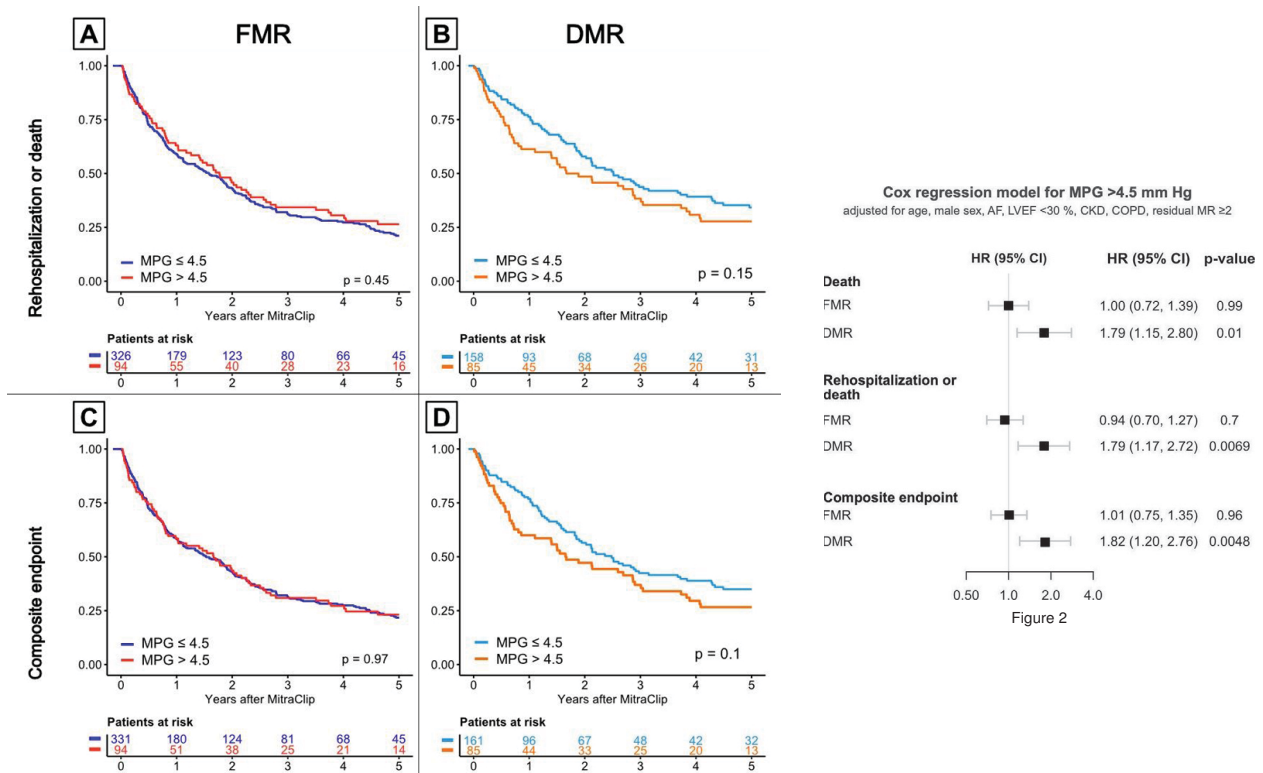 A
FMR
B
DMR
Rehospitalization or death
1.00
0.75
0.50
0.25
0.00
MPG ≤ 4.5
MPG > 4.5
p = 0.45
0 1 2 3 4 5
Years after MitraClip
Patients at risk
326 179 123 80 66 45
94 55 40 28 23 16
0 1 2 3 4 5
1.00
0.75
0.50
0.25
0.00
MPG ≤ 4.5
MPG > 4.5
p = 0.15
0 1 2 3 4 5
Years after MitraClip
Patients at risk
158 93 68 49 42 31
85 45 34 26 20 13
0 1 2 3 4 5
C
D
Composite endpoint
1.00
0.75
0.50
0.25
0.00
MPG ≤ 4.5
MPG > 4.5
p = 0.97
0 1 2 3 4 5
Years after MitraClip
Patients at risk
331 180 124 81 68 45
94 51 38 25 21 14
0 1 2 3 4 5
1.00
0.75
0.50
0.25
0.00
MPG ≤ 4.5
MPG > 4.5
p = 0.1
0 1 2 3 4 5
Years after MitraClip
Patients at risk
161 96 67 48 42 32
85 44 33 25 20 13
0 1 2 3 4 5
Cox regression model for MPG >4.5 mm Hg
adjusted for age, male sex, AF, LVEF <30 %, CKD, COPD, residual MR ≥2
HR (95% CI) HR (95% CI) p-value
Death
FMR 1.00 (0.72, 1.39) 0.99
DMR 1.79 (1.15, 2.80) 0.01
Rehospitalization or
death
FMR 0.94 (0.70, 1.27) 0.7
DMR 1.79 (1.17, 2.72) 0.0069
Composite endpoint
FMR 1.01 (0.75, 1.35) 0.96
DMR 1.82 (1.20, 2.76) 0.0048
0.50 1.0 2.0 4.0
Figure 2